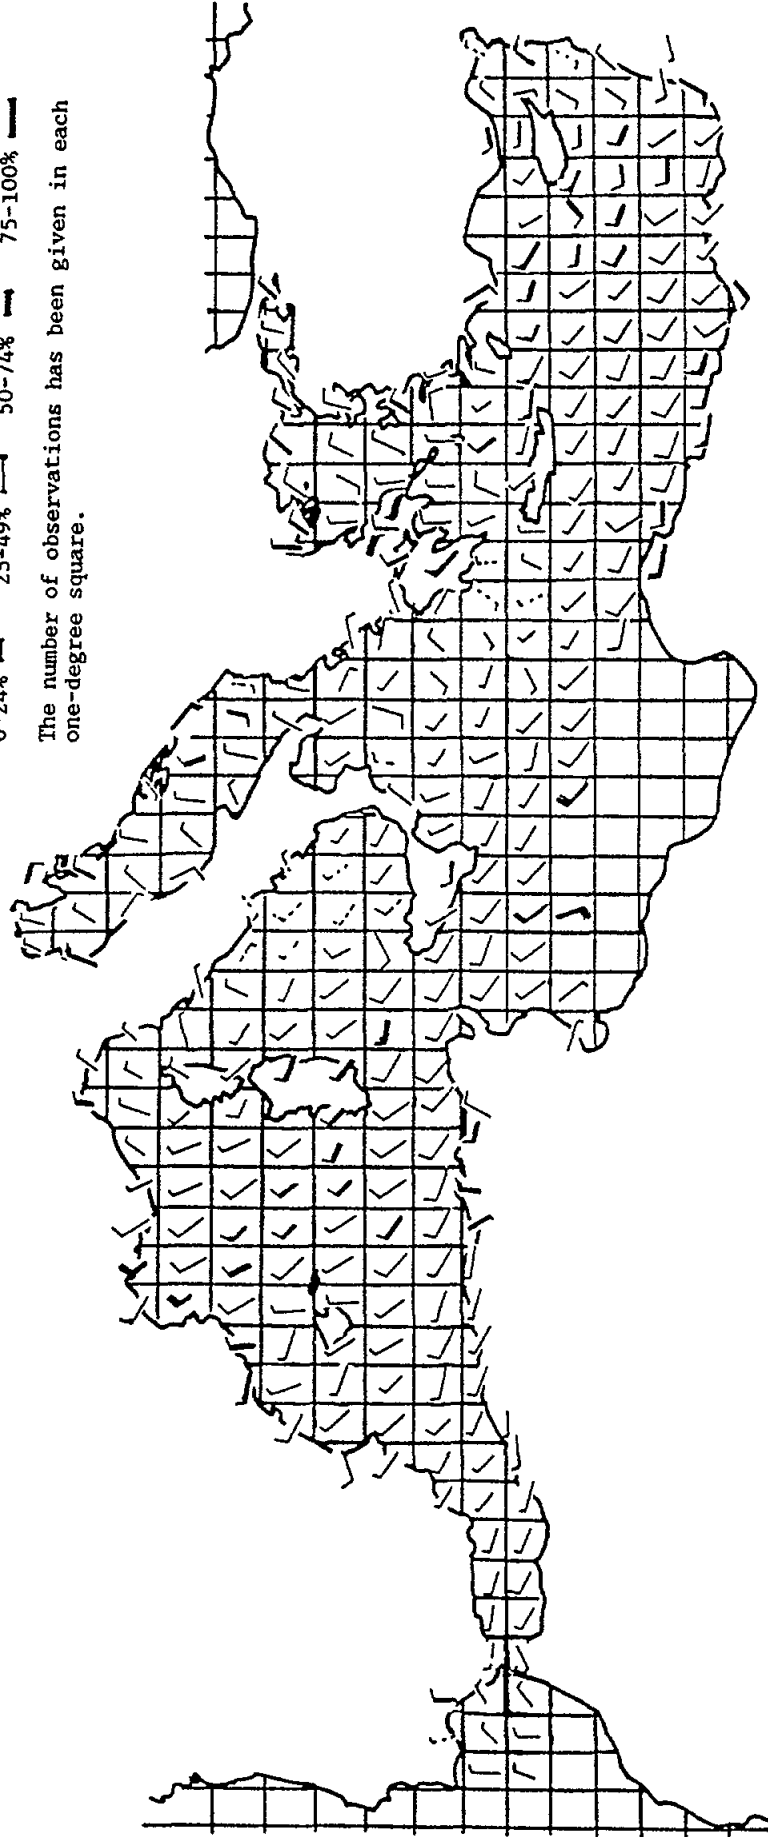 0-24% 25-49% 50-74% 75-100%
The number of observations has been given in each
one-degree square.